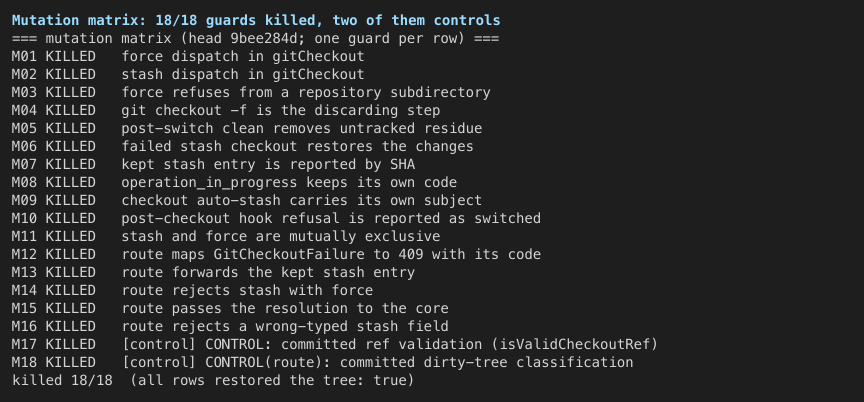 Mutation matrix: 18/18 guards killed, two of them controls
=== mutation matrix (head 9bee284d; one guard per row) ===
M01 KILLED   force dispatch in gitCheckout
M02 KILLED   stash dispatch in gitCheckout
M03 KILLED   force refuses from a repository subdirectory
M04 KILLED   git checkout -f is the discarding step
M05 KILLED   post-switch clean removes untracked residue
M06 KILLED   failed stash checkout restores the changes
M07 KILLED   kept stash entry is reported by SHA
M08 KILLED   operation_in_progress keeps its own code
M09 KILLED   checkout auto-stash carries its own subject
M10 KILLED   post-checkout hook refusal is reported as switched
M11 KILLED   stash and force are mutually exclusive
M12 KILLED   route maps GitCheckoutFailure to 409 with its code
M13 KILLED   route forwards the kept stash entry
M14 KILLED   route rejects stash with force
M15 KILLED   route passes the resolution to the core
M16 KILLED   route rejects a wrong-typed stash field
M17 KILLED   [control] CONTROL: committed ref validation (isValidCheckoutRef)
M18 KILLED   [control] CONTROL(route): committed dirty-tree classification
killed 18/18  (all rows restored the tree: true)